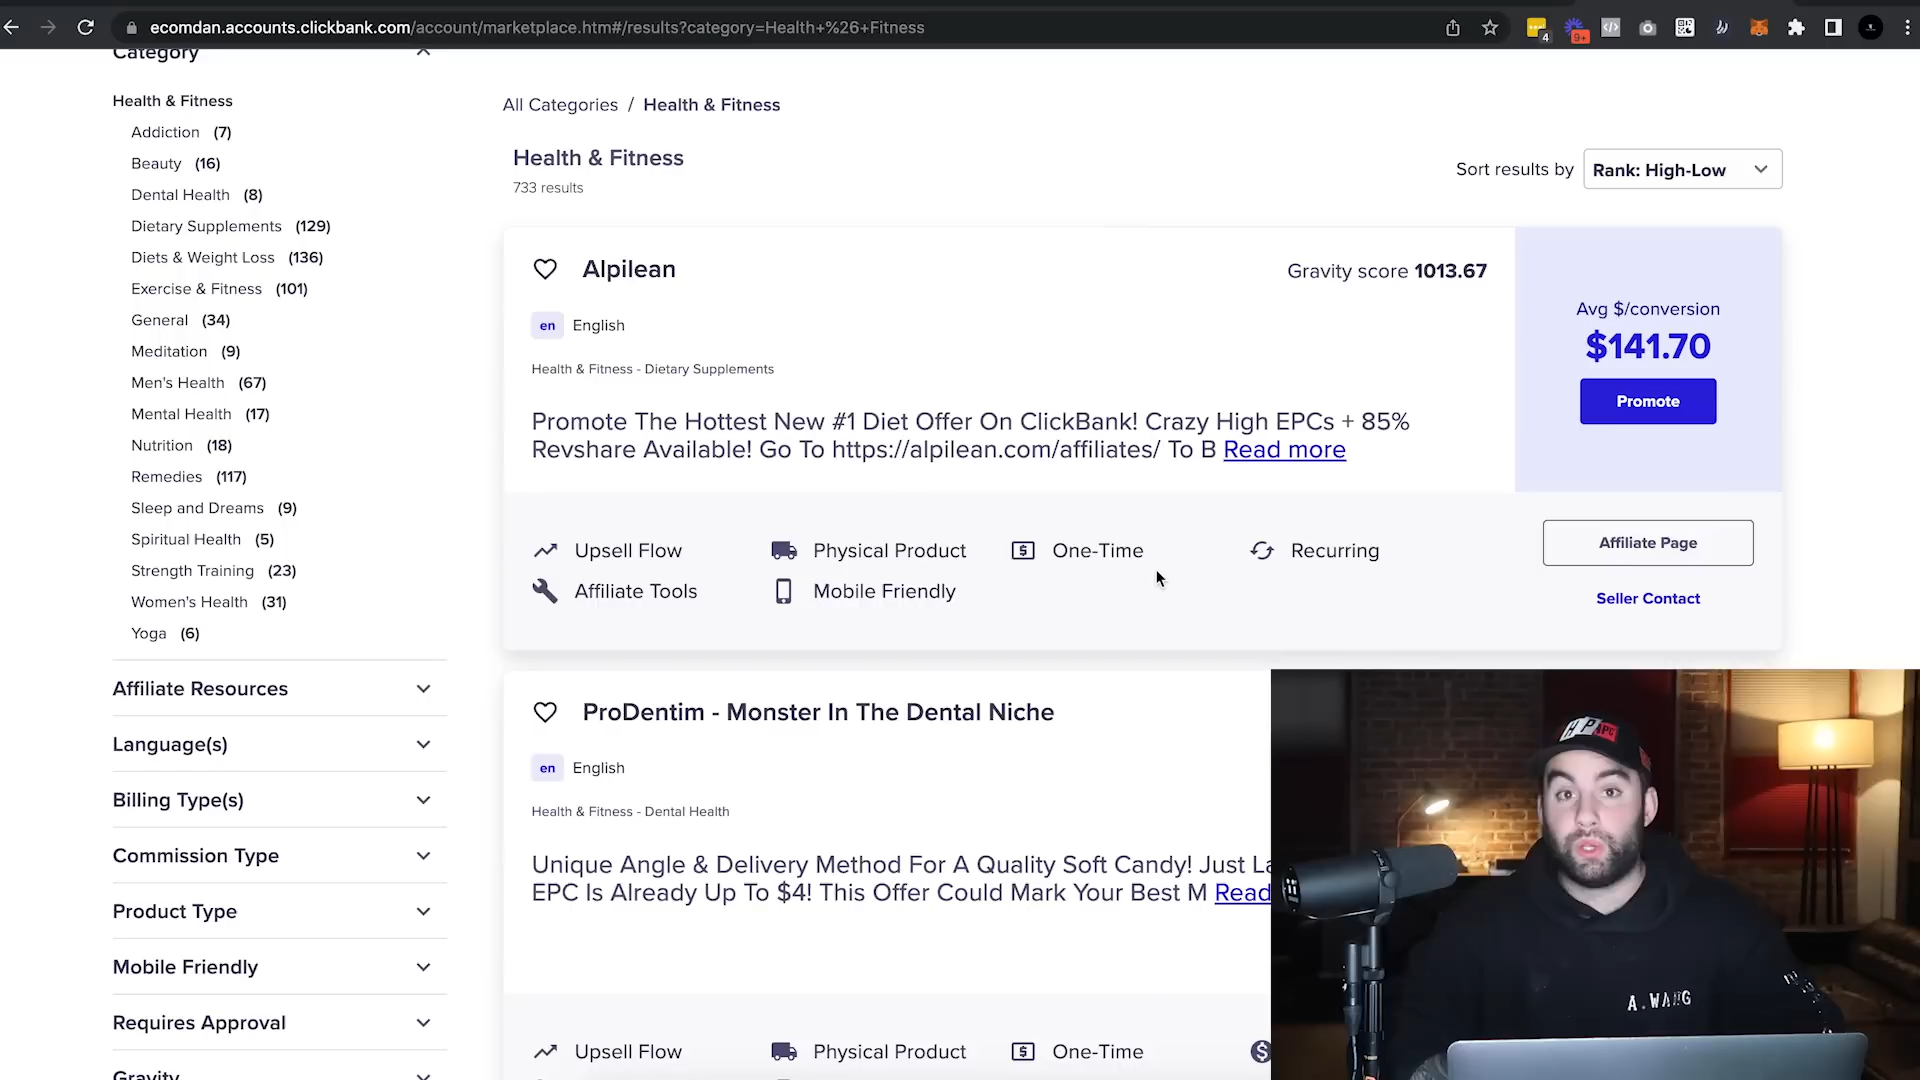 ecomdan.accounts.clickbank.com/account/marketplace.htm#/results?category=Health+%26+Fitness
4
9+
Category
Health & Fitness
Addiction (7)
Beauty (16)
Dental Health (8)
Dietary Supplements (129)
Diets & Weight Loss (136)
Exercise & Fitness (101)
General (34)
Meditation (9)
Men's Health (67)
Mental Health (17)
Nutrition (18)
Remedies (117)
Sleep and Dreams (9)
Spiritual Health (5)
Strength Training (23)
Women's Health (31)
Yoga (6)
Affiliate Resources
Language(s)
Billing Type(s)
Commission Type
Product Type
Mobile Friendly
Requires Approval
Gravity
All Categories / Health & Fitness
Health & Fitness
733 results
Sort results by Rank: High-Low
Alpilean
Gravity score 1013.67
en English
Health & Fitness - Dietary Supplements
Promote The Hottest New #1 Diet Offer On ClickBank! Crazy High EPCs + 85%
Revshare Available! Go To https://alpilean.com/affiliates/ To B Read more
Avg $/conversion
$141.70
Promote
Upsell Flow Physical Product One-Time Recurring
Affiliate Tools Mobile Friendly
Affiliate Page
Seller Contact
ProDentim - Monster In The Dental Niche
en English
Health & Fitness - Dental Health
Unique Angle & Delivery Method For A Quality Soft Candy! Just La
EPC Is Already Up To $4! This Offer Could Mark Your Best M Read
Upsell Flow Physical Product One-Time
A.WANG